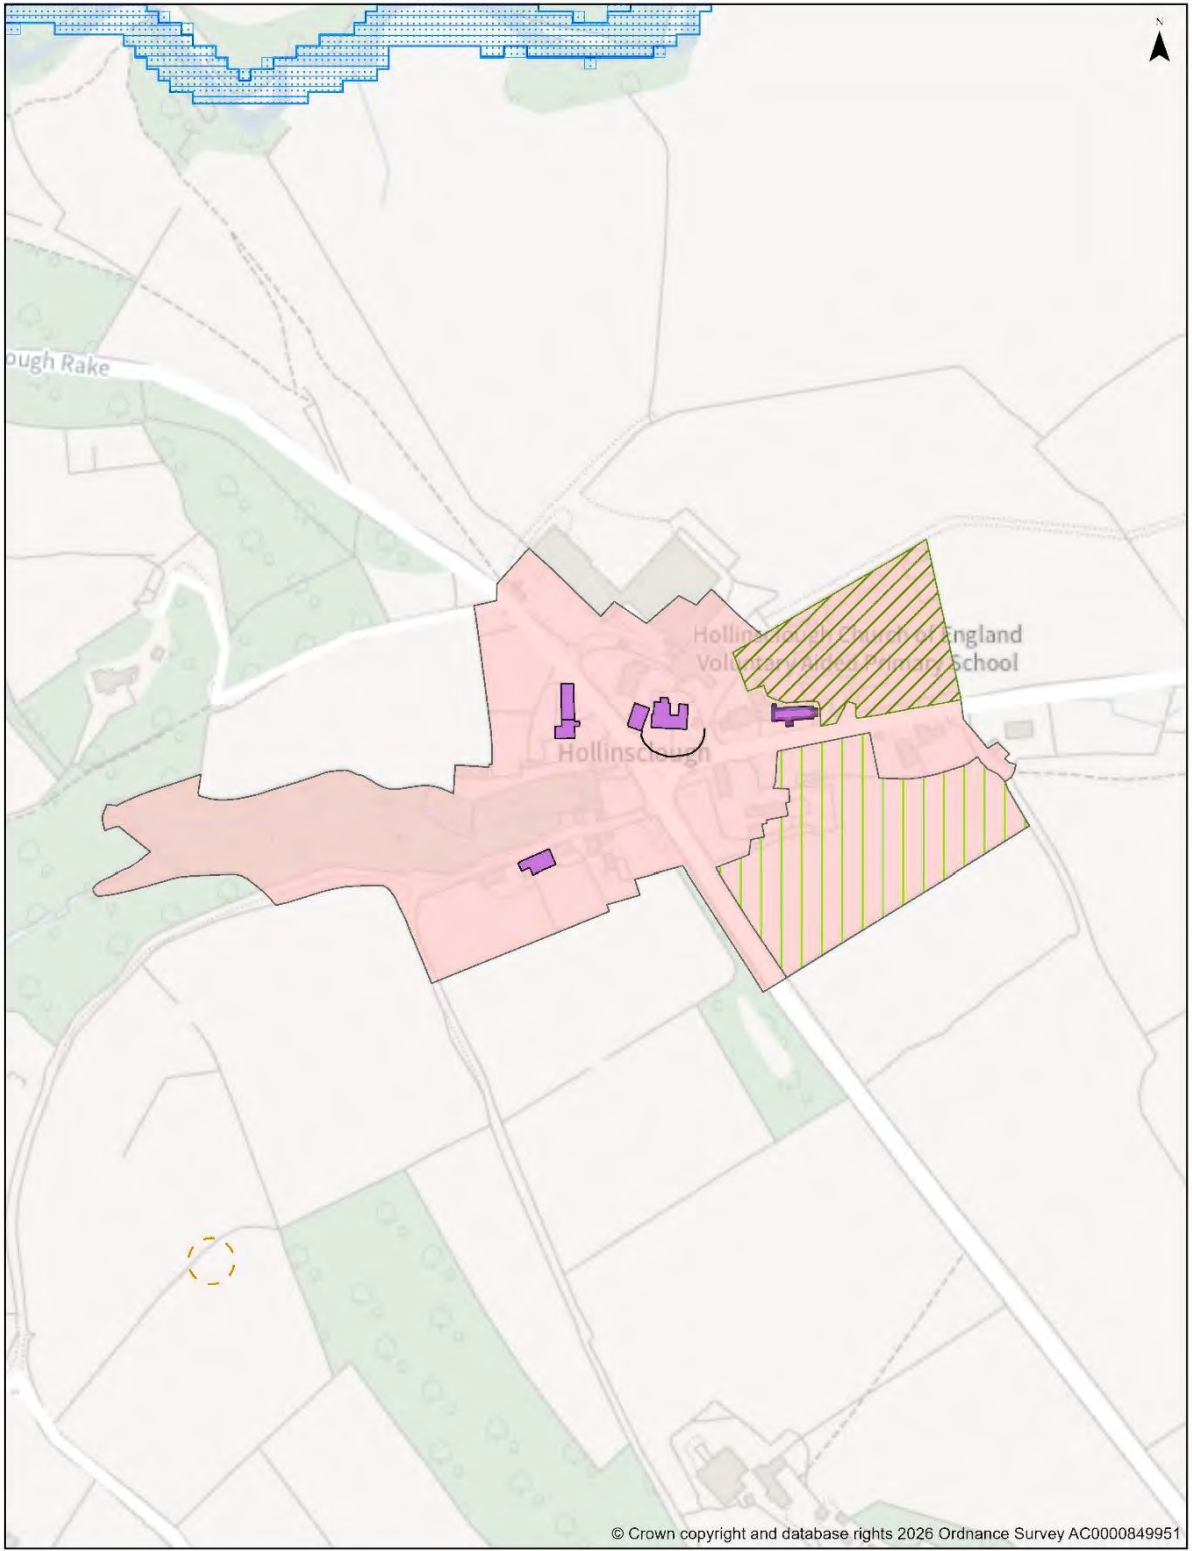 N
ough Rake
Hollinsclough Church of England
Voluntary Aided Primary School
Hollinsclough
© Crown copyright and database rights 2026 Ordnance Survey AC0000849951